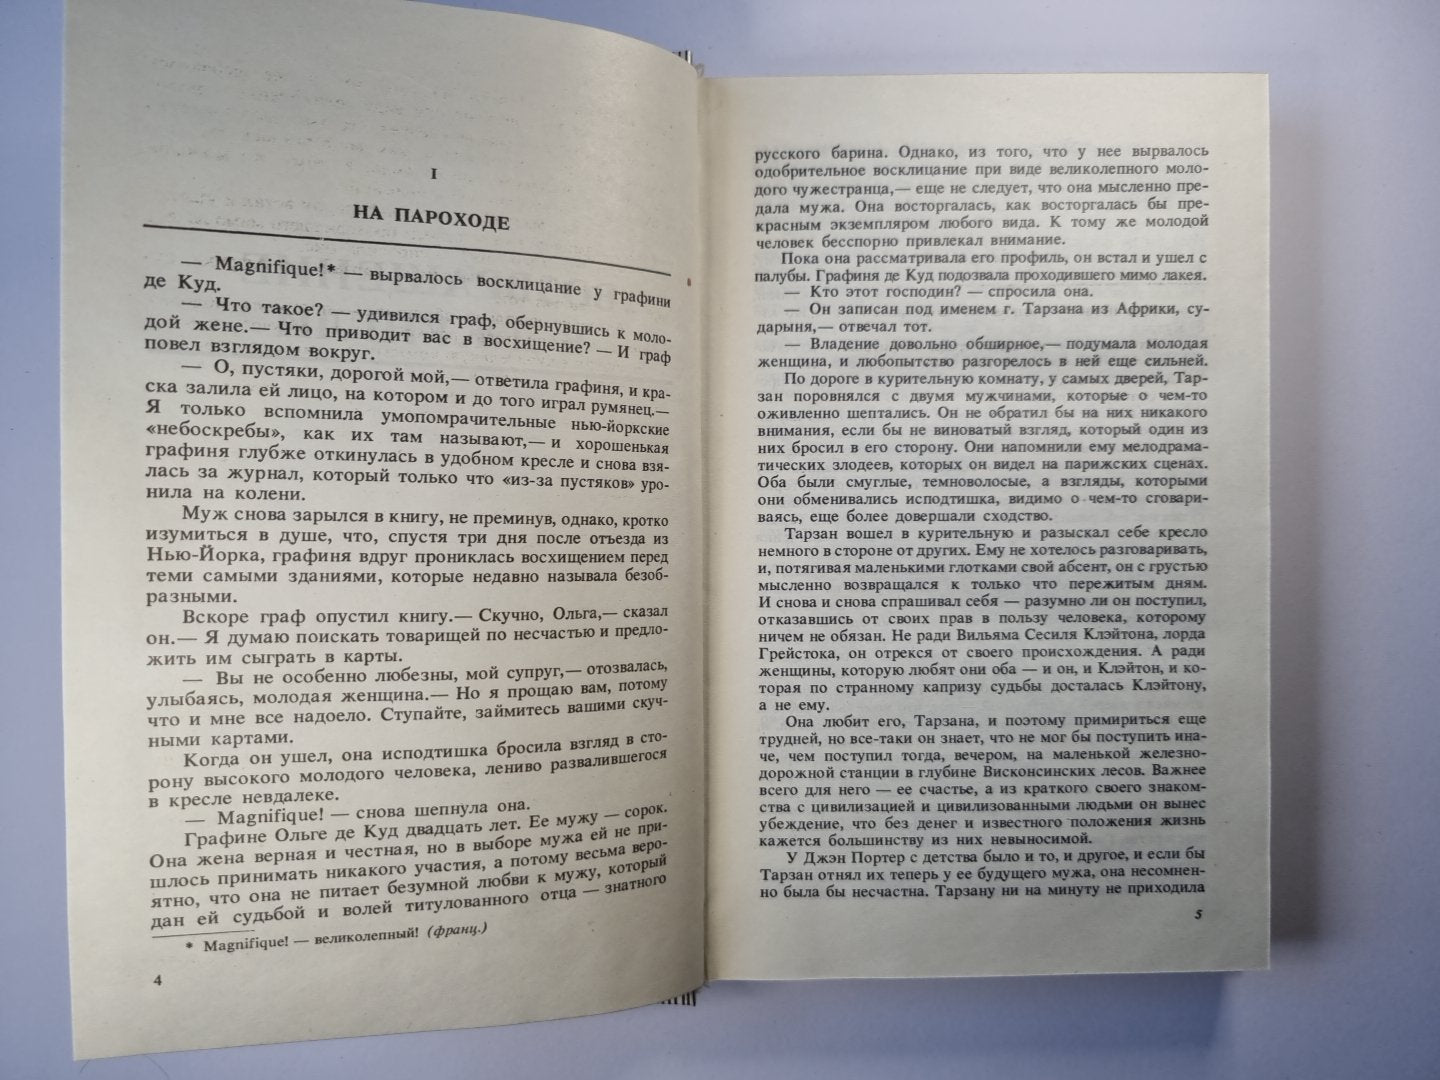 I
НА ПАРОХОДЕ
— Magnifique!* — вырвалось восклицание у графини
де Куд.
— Что такое? — удивился граф, обернувшись к моло-
дой жене.— Что приводит вас в восхищение? — И граф
повел взглядом вокруг.
— О, пустяки, дорогой мой,— ответила графиня, и кра-
ска залила ей лицо, на котором и до того играл румянец.—
Я только вспомнила умопомрачительные нью-йоркские
«небоскребы», как их там называют,— и хорошенькая
графиня глубже откинулась в удобном кресле и снова взя-
лась за журнал, который только что «из-за пустяков» уро-
нила на колени.
Муж снова зарылся в книгу, не преминув, однако, кротко
изумиться в душе, что, спустя три дня после отъезда из
Нью-Йорка, графиня вдруг прониклась восхищением перед
теми самыми зданиями, которые недавно называла безоб-
разными.
Вскоре граф опустил книгу.— Скучно, Ольга,— сказал
он.— Я думаю поискать товарищей по несчастью и предло-
жить им сыграть в карты.
— Вы не особенно любезны, мой супруг,— отозвалась,
улыбаясь, молодая женщина.— Но я прощаю вам, потому
что и мне все надоело. Ступайте, займитесь вашими скуч-
ными картами.
Когда он ушел, она исподтишка бросила взгляд в сто-
рону высокого молодого человека, лениво развалившегося
в кресле невдалеке.
— Magnifique! — снова шепнула она.
Графине Ольге де Куд двадцать лет. Ее мужу — сорок.
Она жена верная и честная, но в выборе мужа ей не при-
шлось принимать никакого участия, а потому весьма веро-
ятно, что она не питает безумной любви к мужу, который
дан ей судьбой и волей титулованного отца — знатного
* Magnifique! — великолепный! (франц.)
4
русского барина. Однако, из того, что у нее вырвалось
одобрительное восклицание при виде великолепного моло-
дого чужестранца,— еще не следует, что она мысленно пре-
дала мужа. Она восторгалась, как восторгалась бы пре-
красным экземпляром любого вида. К тому же молодой
человек бесспорно привлекал внимание.
Пока она рассматривала его профиль, он встал и ушел с
палубы. Графиня де Куд подозвала проходившего мимо лакея.
— Кто этот господин? — спросила она.
— Он записан под именем г. Тарзана из Африки, су-
дарыня,— отвечал тот.
— Владение довольно обширное,— подумала молодая
женщина, и любопытство разгорелось в ней еще сильней.
По дороге в курительную комнату, у самых дверей, Тар-
зан поровнялся с двумя мужчинами, которые о чем-то
оживленно шептались. Он не обратил бы на них никакого
внимания, если бы не виноватый взгляд, который один из
них бросил в его сторону. Они напомнили ему мелодрама-
тических злодеев, которых он видел на парижских сценах.
Оба были смуглые, темноволосые, а взгляды, которыми
они обменивались исподтишка, видимо о чем-то сговари-
ваясь, еще более довершали сходство.
Тарзан вошел в курительную и разыскал себе кресло
немного в стороне от других. Ему не хотелось разговаривать,
и, потягивая маленькими глотками свой абсент, он с грустью
мысленно возвращался к только что пережитым дням.
И снова и снова спрашивал себя — разумно ли он поступил,
отказавшись от своих прав в пользу человека, которому
ничем не обязан. Не ради Вильяма Сесиля Клэйтона, лорда
Грейстока, он отрекся от своего происхождения. А ради
женщины, которую любят они оба — и он, и Клэйтон, и ко-
торая по странному капризу судьбы досталась Клэйтону,
а не ему.
Она любит его, Тарзана, и поэтому примириться еще
трудней, но все-таки он знает, что не мог бы поступить ина-
че, чем поступил тогда, вечером, на маленькой железно-
дорожной станции в глубине Висконсинских лесов. Важнее
всего для него — ее счастье, а из краткого своего знаком-
ства с цивилизацией и цивилизованными людьми он вынес
убеждение, что без денег и известного положения жизнь
кажется большинству из них невыносимой.
У Джэн Портер с детства было и то, и другое, и если бы
Тарзан отнял их теперь у ее будущего мужа, она несомнен-
но была бы несчастна. Тарзану ни на минуту не приходила
5